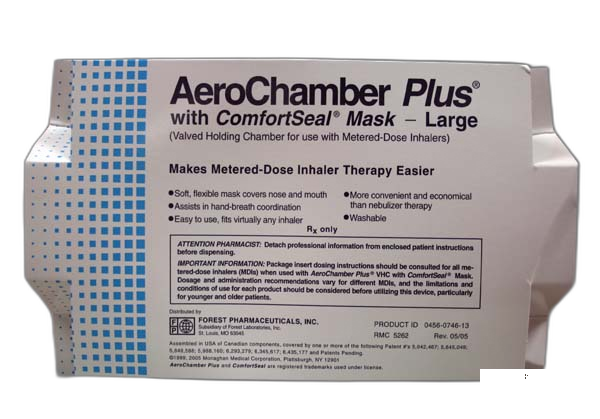 AeroChamber Plus®
with ComfortSeal® Mask – Large
(Valved Holding Chamber for use with Metered-Dose Inhalers)
Makes Metered-Dose Inhaler Therapy Easier
●Soft, flexible mask covers nose and mouth
●Assists in hand-breath coordination
●Easy to use, fits virtually any inhaler
●More convenient and economical
than nebulizer therapy
●Washable
Rx only
ATTENTION PHARMACIST: Detach professional information from enclosed patient instructions
before dispensing.
IMPORTANT INFORMATION: Package insert dosing instructions should be consulted for all me-
tered-dose inhalers (MDIs) when used with AeroChamber Plus® VHC with ComfortSeal® Mask.
Dosage and administration recommendations vary for different MDIs, and the limitations and
conditions of use for each product should be considered before utilizing this device, particularly
for younger and older patients.
Distributed by
FOREST PHARMACEUTICALS, INC.
Subsidiary of Forest Laboratories, Inc.
St. Louis, MO 63045
PRODUCT ID 0456-0746-13
RMC 5262 Rev. 05/05
Assembled in USA of Canadian components, covered by one or more of the following Patent #'s 5,042,467; 5,645,049;
5,848,588; 5,988,160; 6,293,279; 6,345,617; 6,435,177 and Patents Pending.
©1999, 2005 Monaghan Medical Corporation, Plattsburgh, NY 12901
AeroChamber Plus and ComfortSeal are registered trademarks used under license.